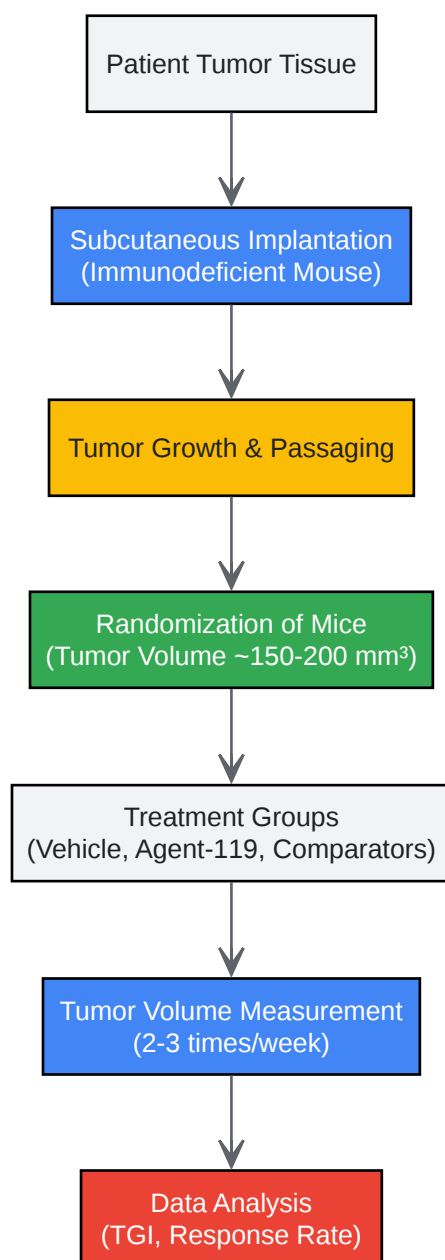 Patient Tumor Tissue
Subcutaneous Implantation
(Immunodeficient Mouse)
Tumor Growth & Passaging
Randomization of Mice
(Tumor Volume ~150-200 mm³)
Treatment Groups
(Vehicle, Agent-119, Comparators)
Tumor Volume Measurement
(2-3 times/week)
Data Analysis
(TGI, Response Rate)